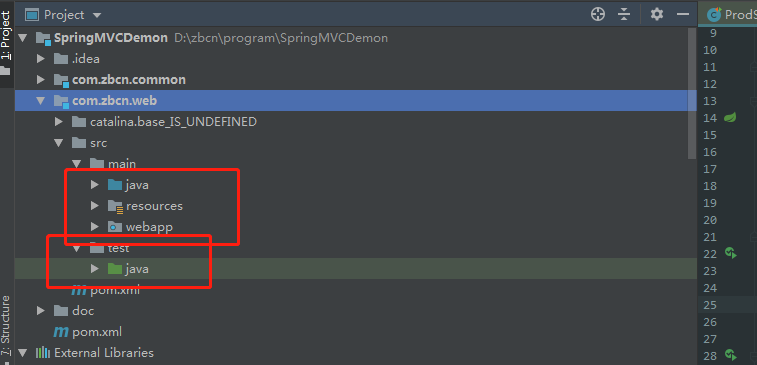 Project
ProdS
1: Project
7: Structure
SpringMVCDemon D:\zbcn\program\SpringMVCDemon
.idea
com.zbcn.common
com.zbcn.web
catalina.base_IS_UNDEFINED
src
main
java
resources
webapp
test
java
pom.xml
doc
pom.xml
External Libraries
9
10
11
12
13
14
15
16
17
18
19
20
21
22
23
24
25
26
27
28